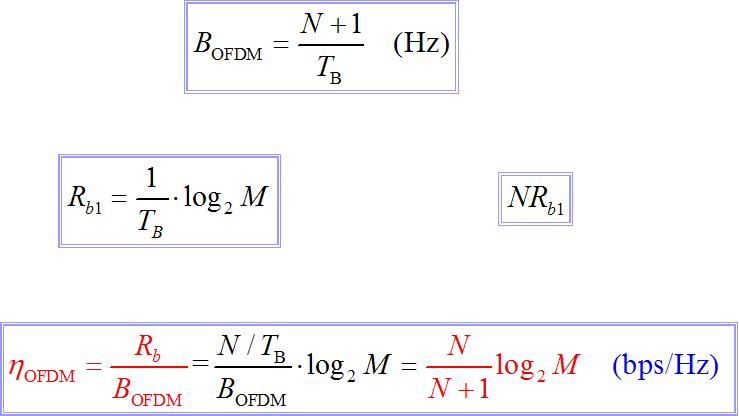 B_OFDM = (N + 1) / T_B (Hz)
R_b1 = 1 / T_B · log_2 M
NR_b1
η_OFDM = R_b / B_OFDM = (N / T_B) / B_OFDM · log_2 M = N / (N + 1) log_2 M (bps/Hz)